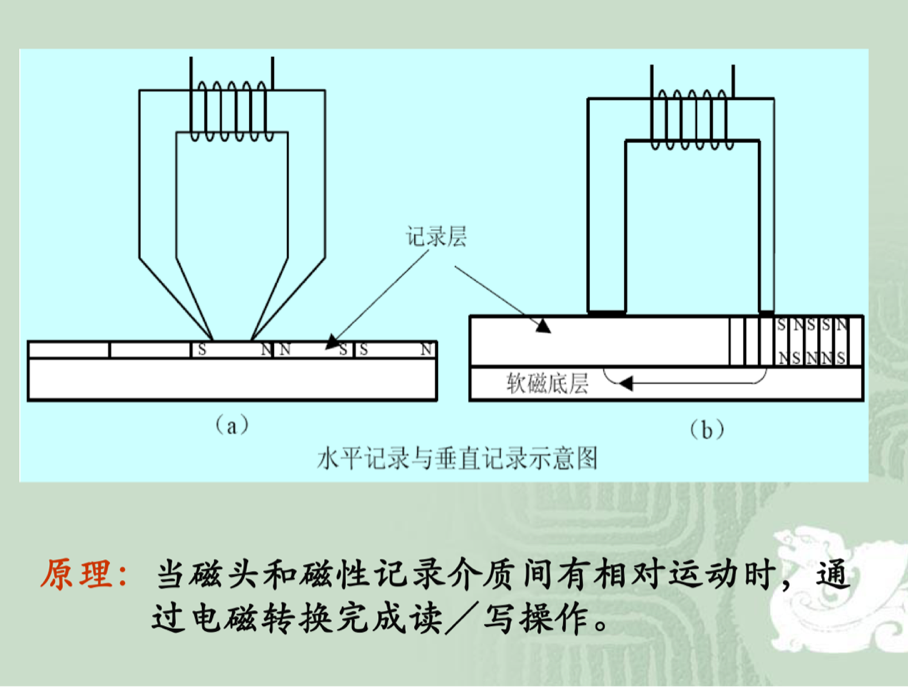 记录层
S N N S S N
S N S S N
N S N N S
软磁底层
（a）
（b）
水平记录与垂直记录示意图
原理：当磁头和磁性记录介质间有相对运动时，通
过电磁转换完成读／写操作。